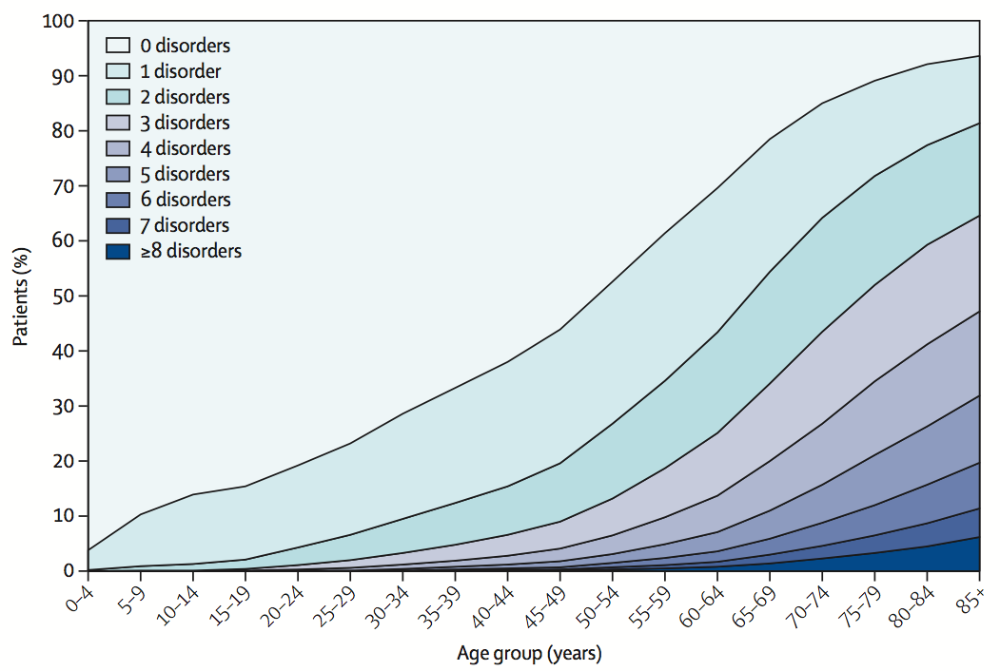 100
90
80
70
60
50
40
30
20
10
0
Patients (%)
0 disorders
1 disorder
2 disorders
3 disorders
4 disorders
5 disorders
6 disorders
7 disorders
≥8 disorders
0–4
5–9
10–14
15–19
20–24
25–29
30–34
35–39
40–44
45–49
50–54
55–59
60–64
65–69
70–74
75–79
80–84
85+
Age group (years)